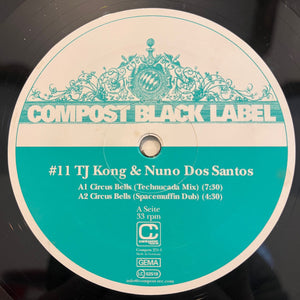 COMPOST BLACK LABEL
#11 TJ Kong & Nuno Dos Santos
A1 Circus Bells (Technucada Mix) (7:30)
A2 Circus Bells (Spacemuffin Dub) (4:30)
A Seite
33 rpm
GEMA